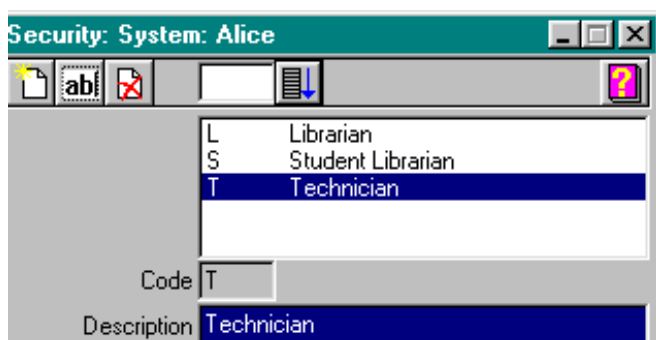 Security: System: Alice
ab
L Librarian
S Student Librarian
T Technician
Code T
Description Technician